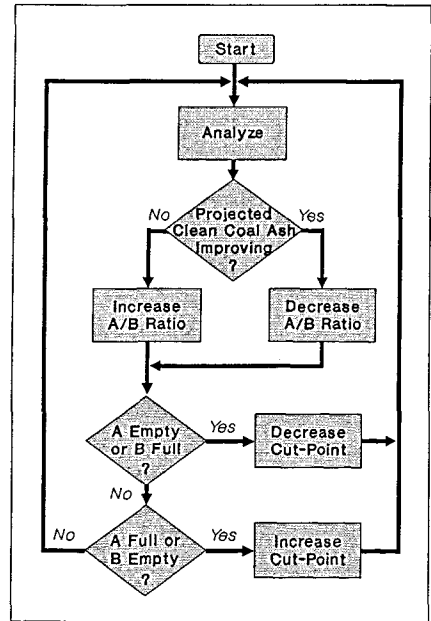 Start
Analyze
No
Yes
Projected
Clean Coal Ash
Improving
?
Increase
A/B Ratio
Decrease
A/B Ratio
A Empty
or B Full
?
Yes
Decrease
Cut-Point
No
No
A Full or
B Empty
?
Yes
Increase
Cut-Point